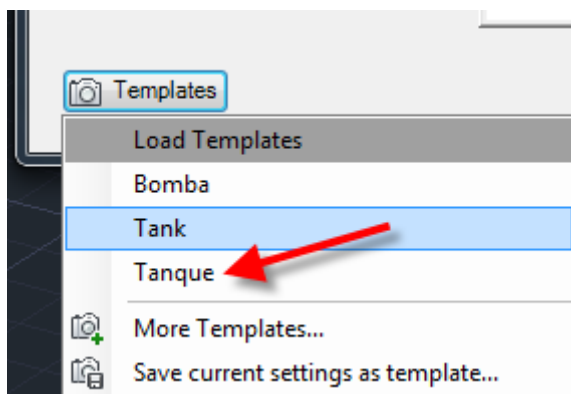 Templates
Load Templates
Bomba
Tank
Tanque
More Templates...
Save current settings as template...